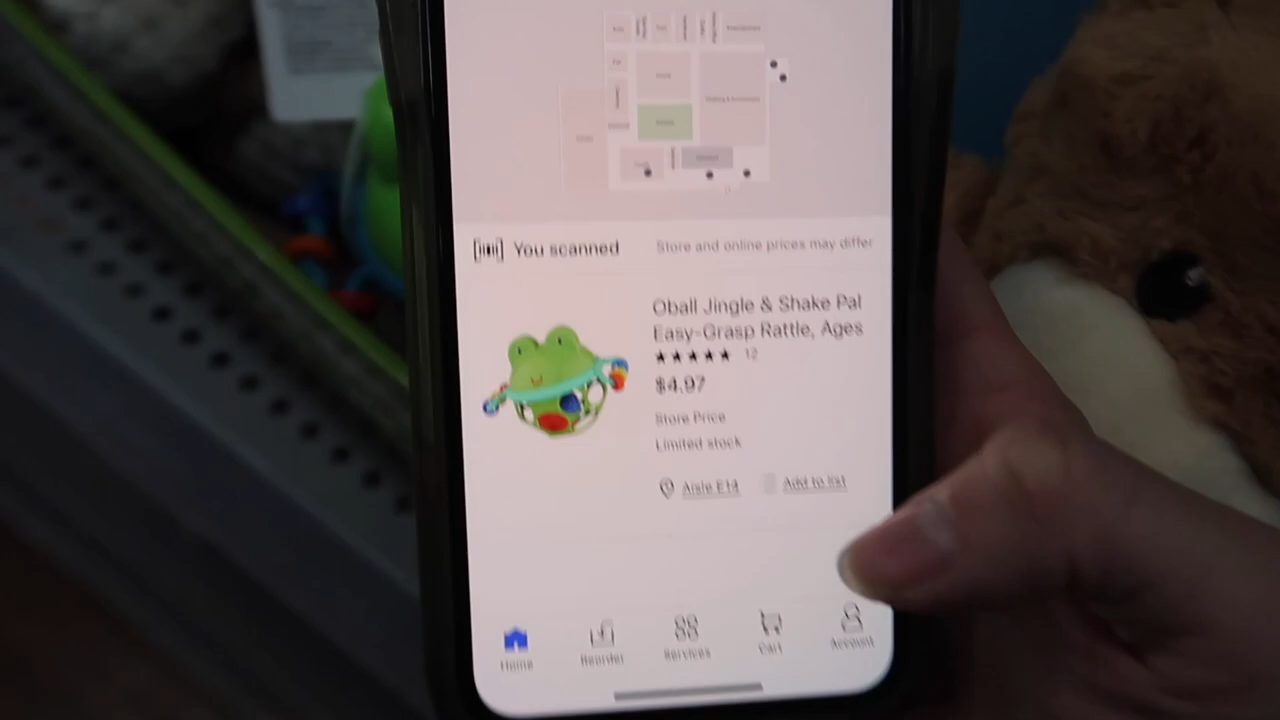 You scanned
Store and online prices may differ
Oball Jingle & Shake Pal
Easy-Grasp Rattle, Ages
12
$4.97
Store Price
Limited stock
Aisle E14
Add to list
Home
Reorder
Services
Cart
Account